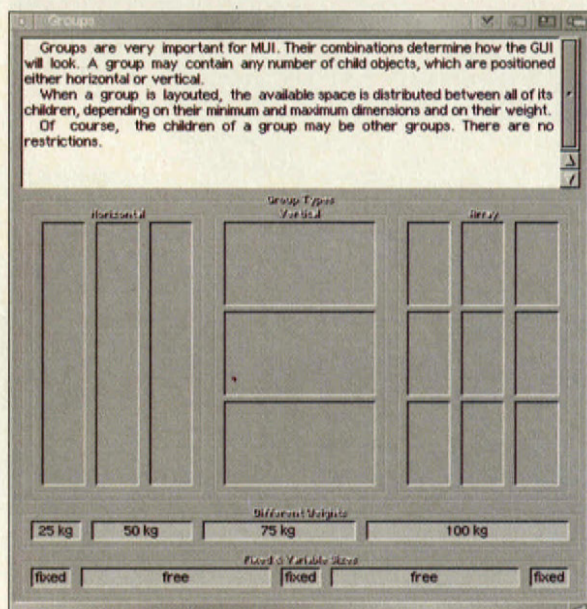 Groups
Groups are very important for MUI. Their combinations determine how the GUI
will look. A group may contain any number of child objects, which are positioned
either horizontal or vertical.
When a group is layouted, the available space is distributed between all of its
children, depending on their minimum and maximum dimensions and on their weight.
Of course, the children of a group may be other groups. There are no
restrictions.
Group Types
Horizontal Vertical Array
Different Weights
25 kg 50 kg 75 kg 100 kg
Fixed & Variable Sizes
fixed free fixed free fixed